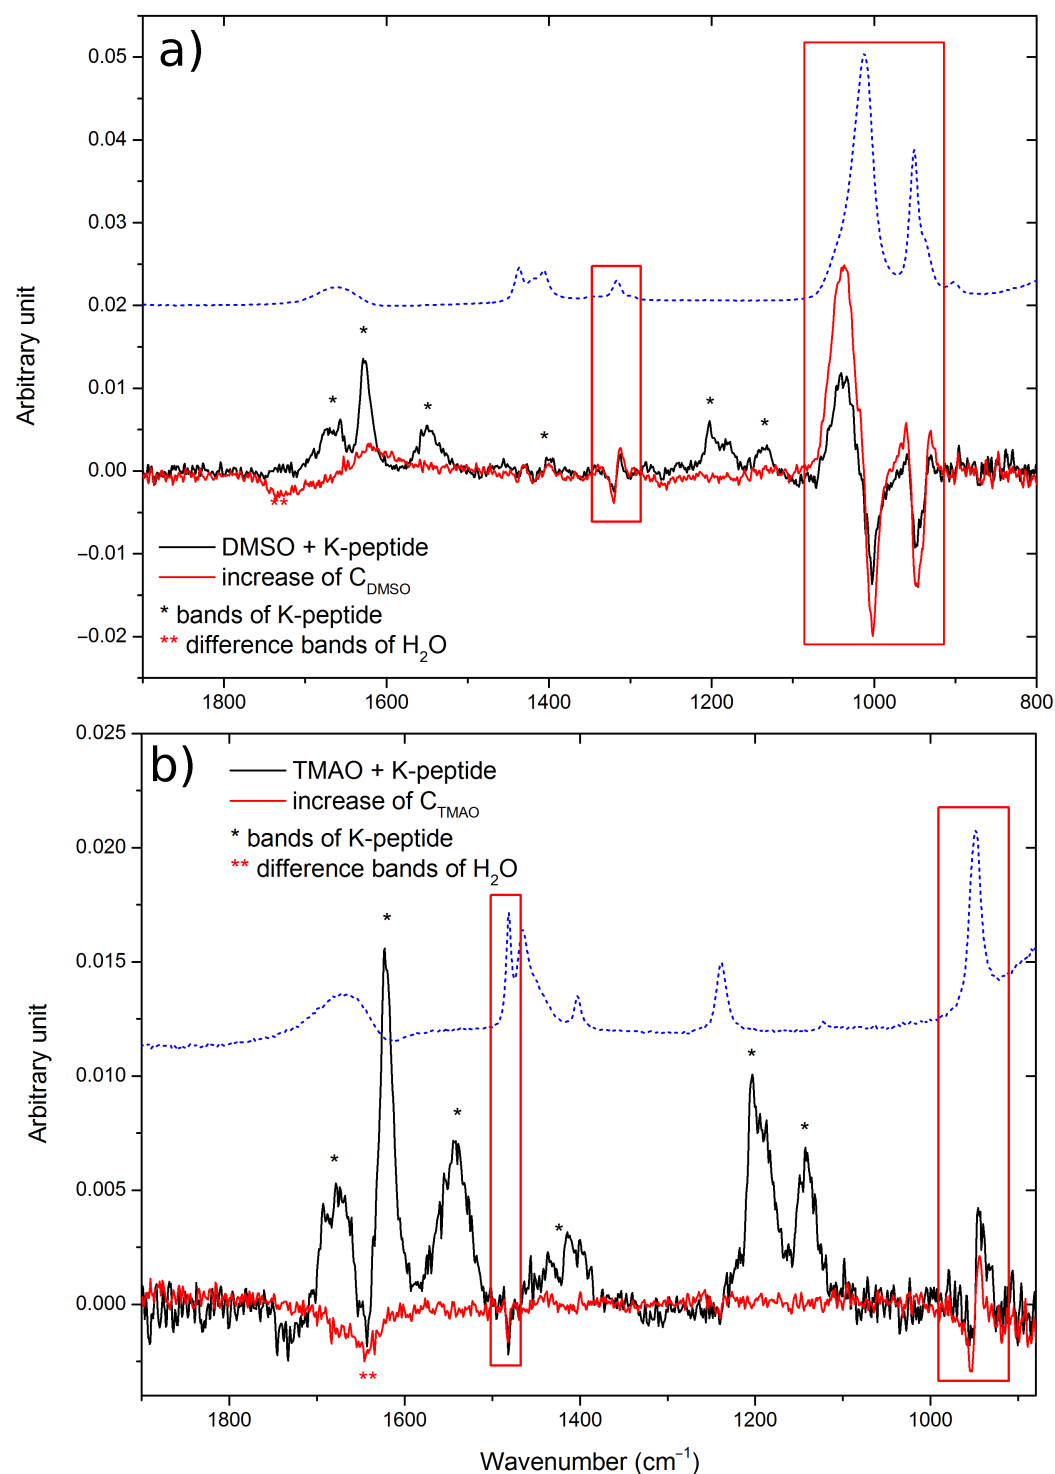 a)
0.05
0.04
0.03
0.02
0.01
0.00
−0.01
−0.02
Arbitrary unit
*
*
*
*
*
*
**
DMSO + K-peptide
increase of C_DMSO
* bands of K-peptide
** difference bands of H₂O
1800 1600 1400 1200 1000 800
b)
0.025
0.020
0.015
0.010
0.005
0.000
Arbitrary unit
TMAO + K-peptide
increase of C_TMAO
* bands of K-peptide
** difference bands of H₂O
*
*
*
*
*
*
**
1800 1600 1400 1200 1000
Wavenumber (cm⁻¹)